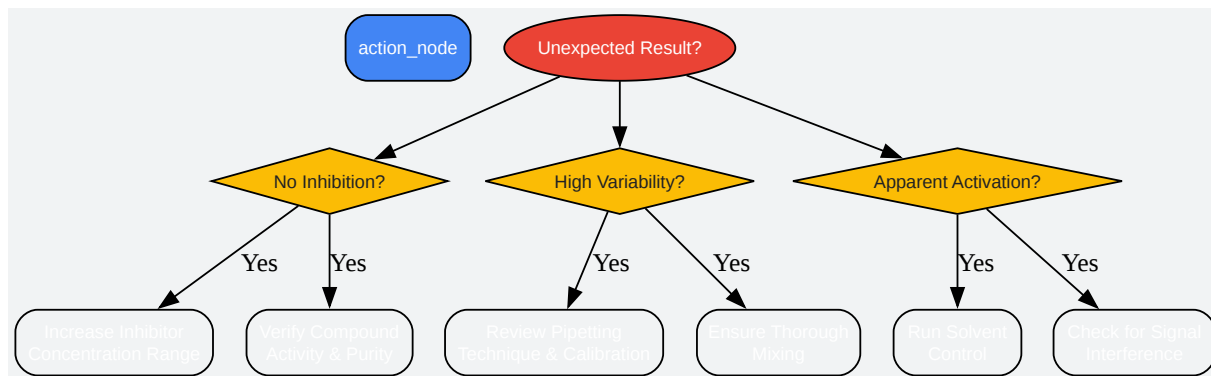 action_node
Unexpected Result?
No Inhibition?
High Variability?
Apparent Activation?
Yes
Yes
Yes
Yes
Yes
Yes
Increase Inhibitor
Concentration Range
Verify Compound
Activity & Purity
Review Pipetting
Technique & Calibration
Ensure Thorough
Mixing
Run Solvent
Control
Check for Signal
Interference